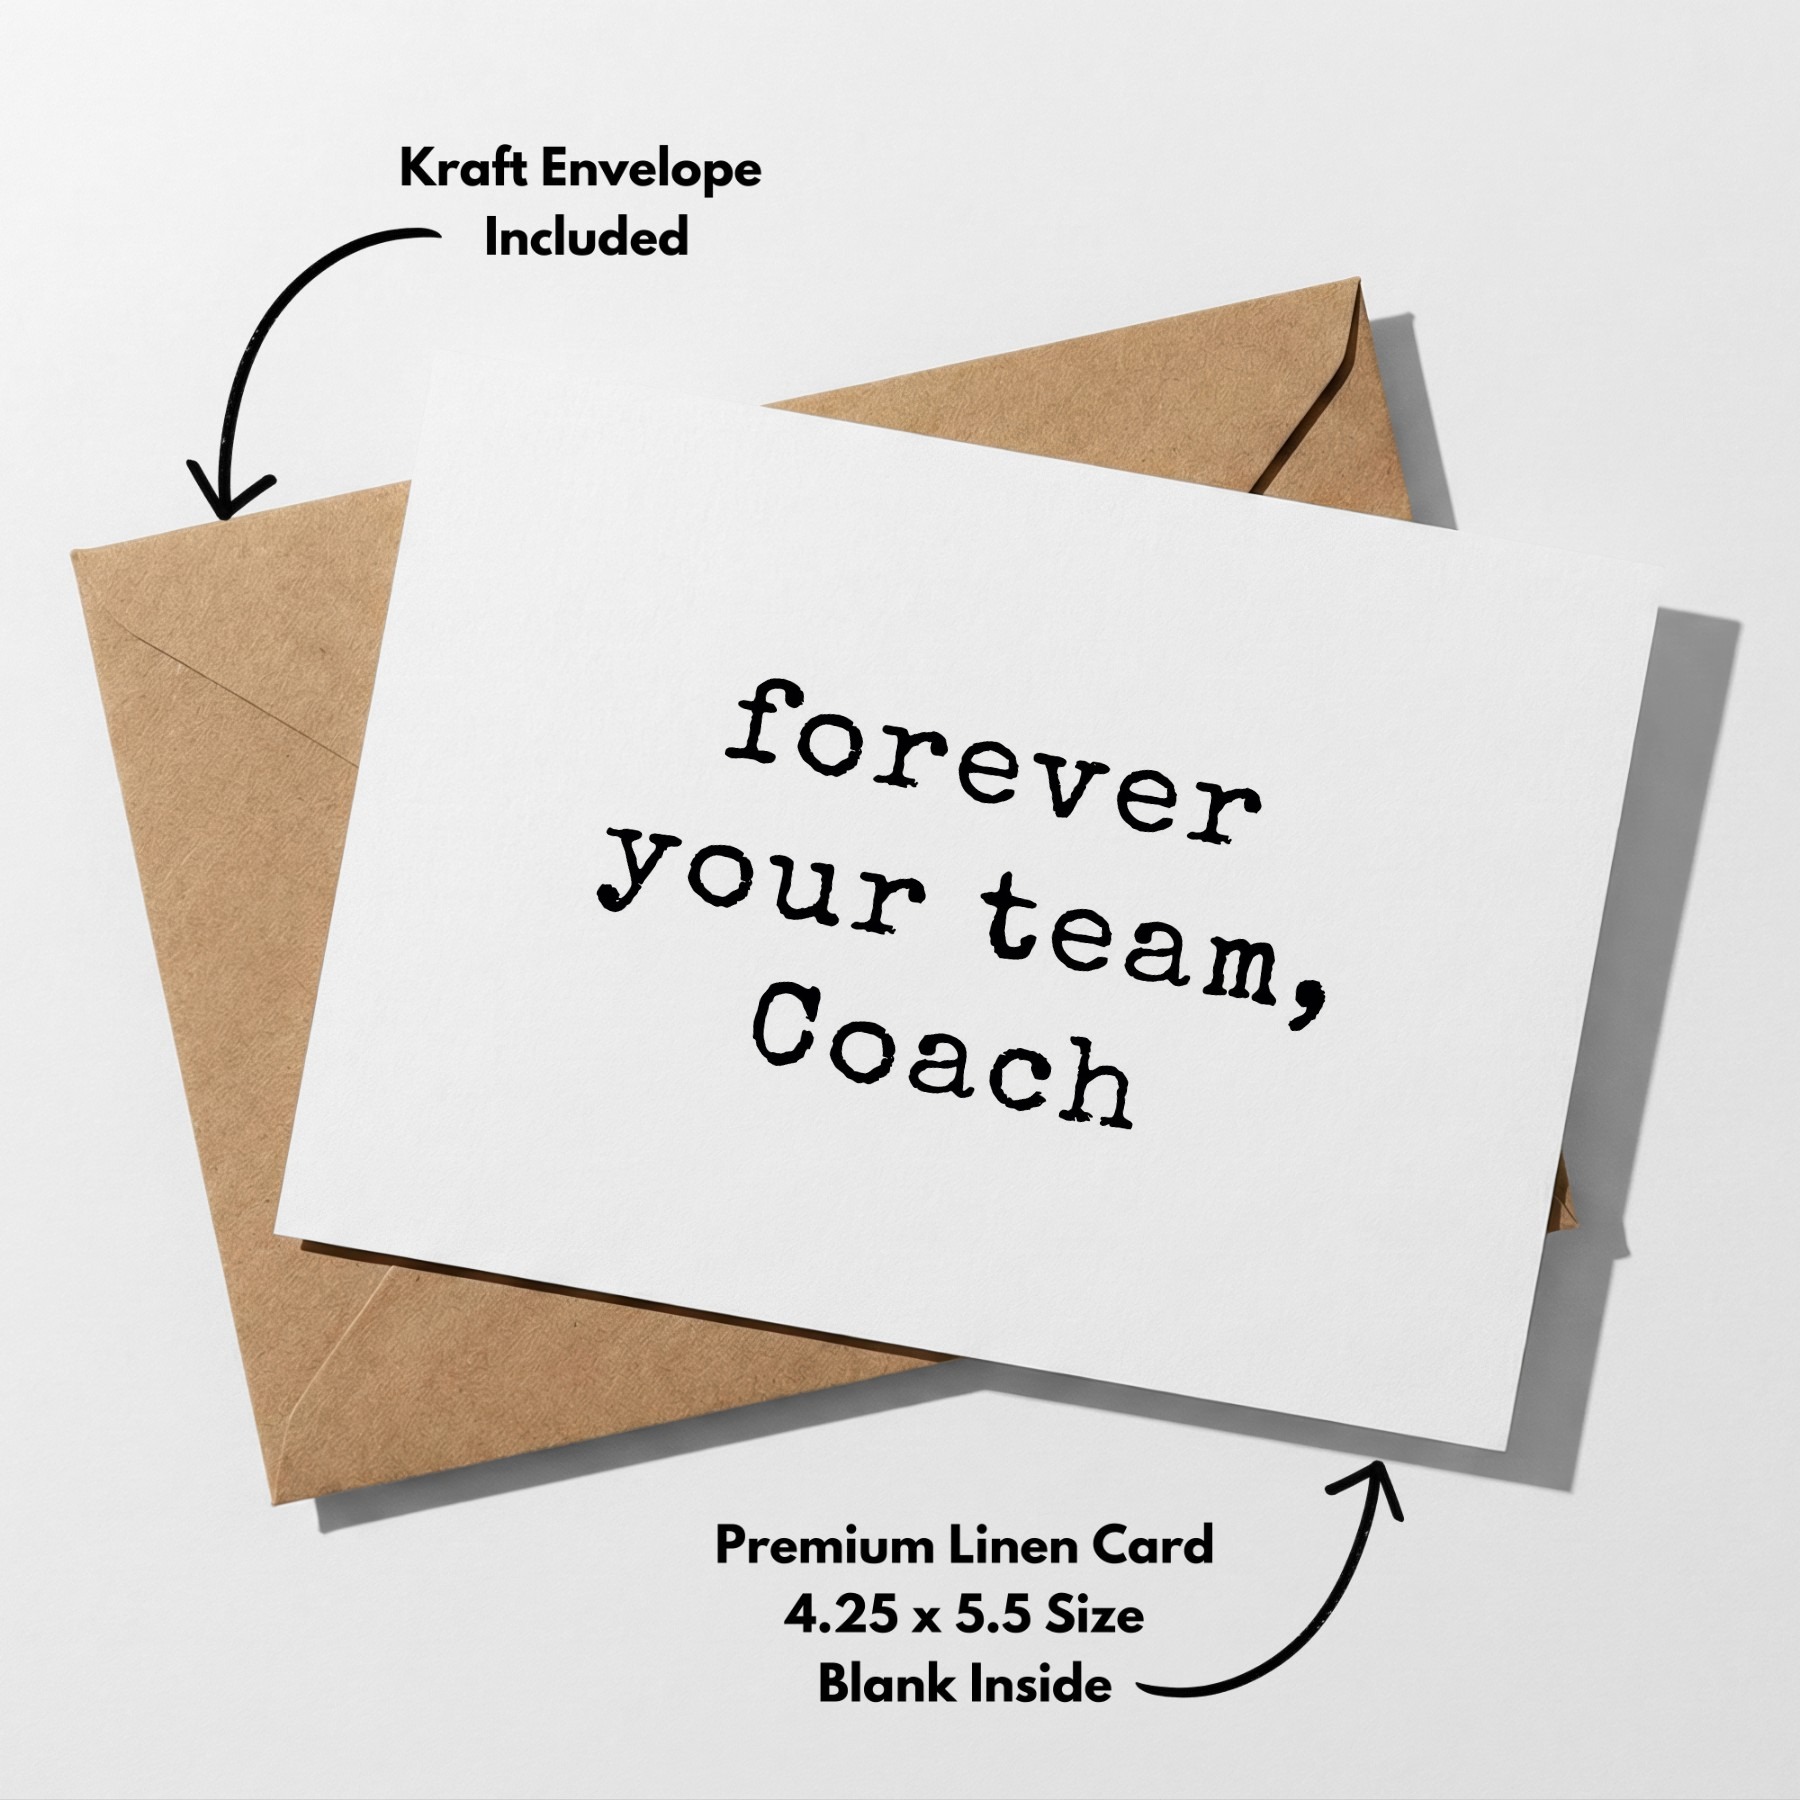 Kraft Envelope
Included
forever
your team,
Coach
Premium Linen Card
4.25 x 5.5 Size
Blank Inside